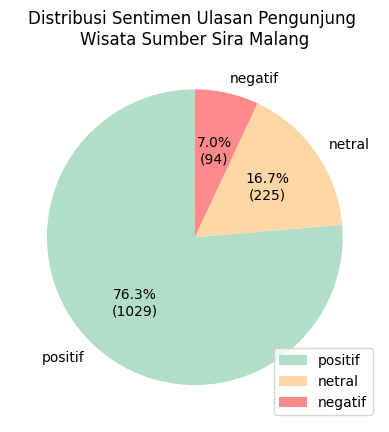 Distribusi Sentimen Ulasan Pengunjung
Wisata Sumber Sira Malang
negatif
7.0%
(94)
netral
16.7%
(225)
76.3%
(1029)
positif
positif
netral
negatif